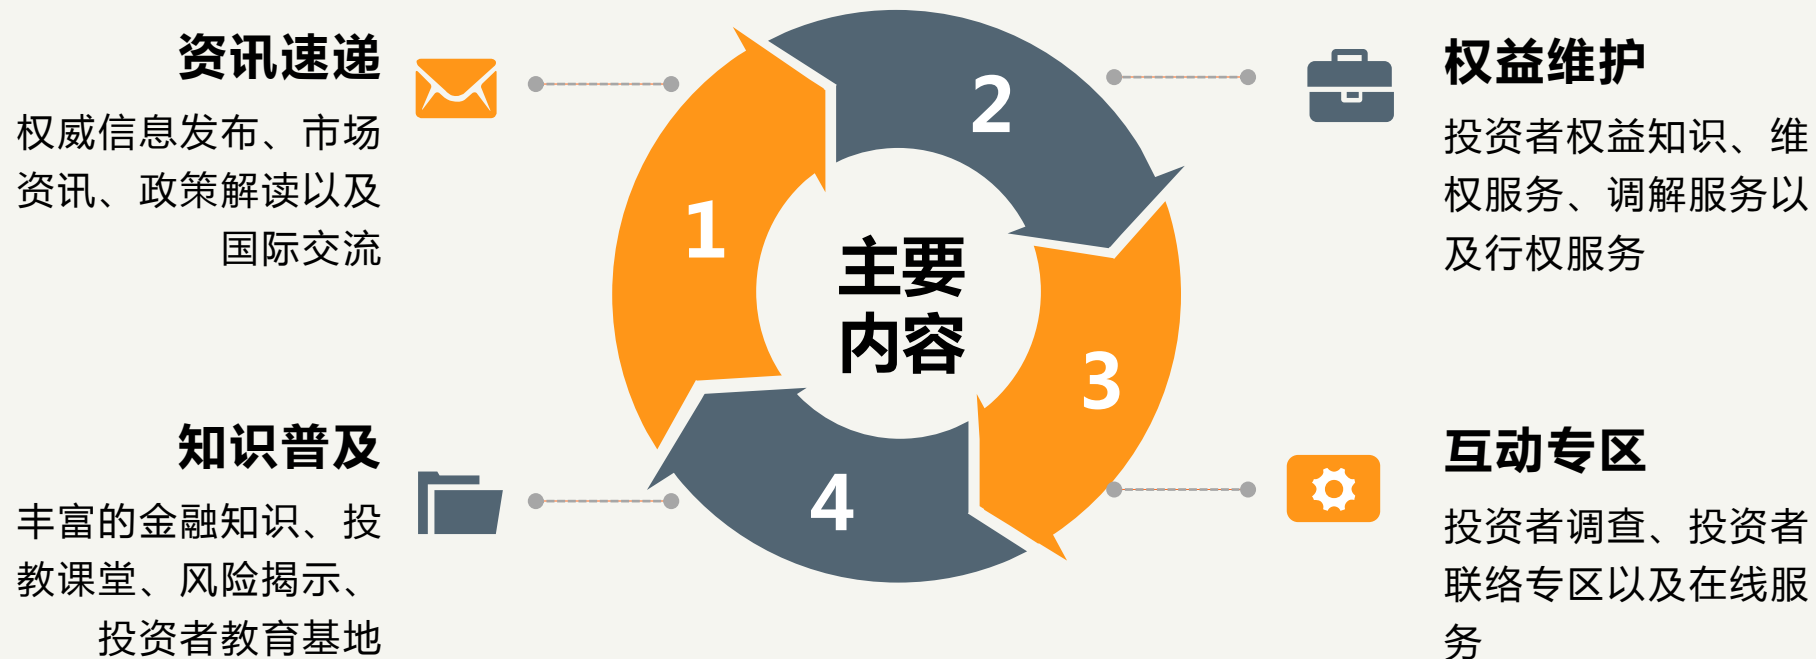 资讯速递
权威信息发布、市场
资讯、政策解读以及
国际交流
1
2
权益维护
投资者权益知识、维
权服务、调解服务以
及行权服务
主要
内容
3
4
知识普及
丰富的金融知识、投
教课堂、风险揭示、
投资者教育基地
互动专区
投资者调查、投资者
联络专区以及在线服
务